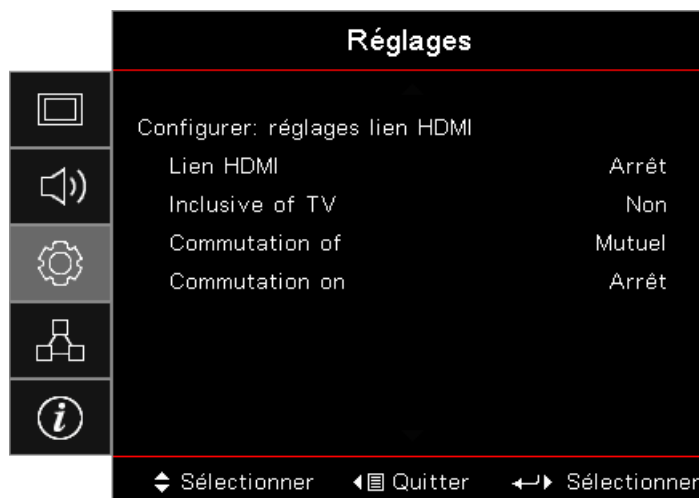 Réglages
Configurer: réglages lien HDMI
Lien HDMI Arrêt
Inclusive of TV Non
Commutation of Mutuel
Commutation on Arrêt
Sélectionner Quitter Sélectionner